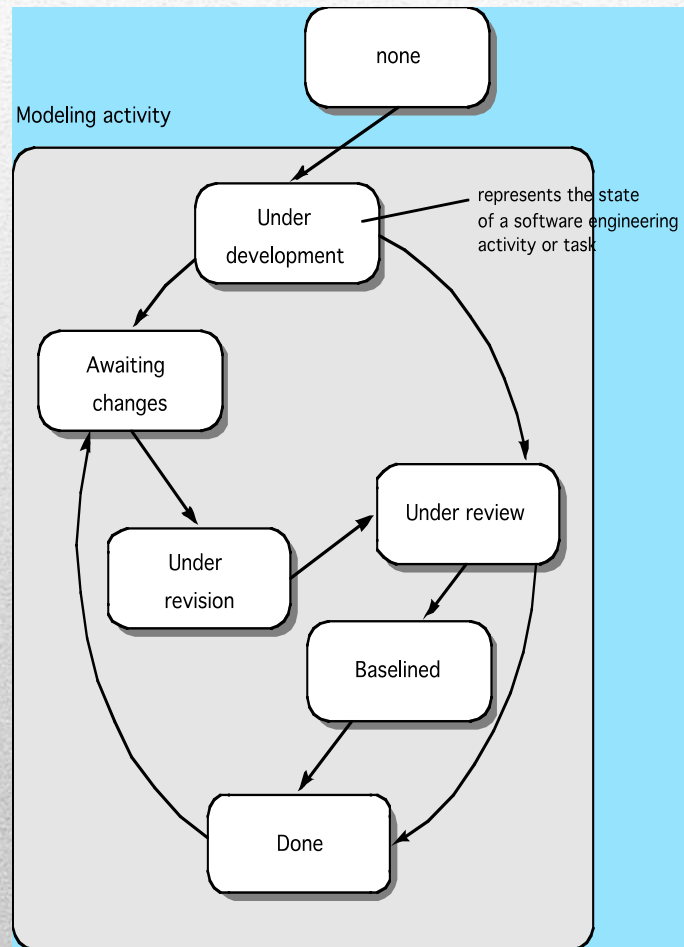 none
Modeling activity
represents the state
of a software engineering
activity or task
Under
development
Awaiting
changes
Under review
Under
revision
Baselined
Done